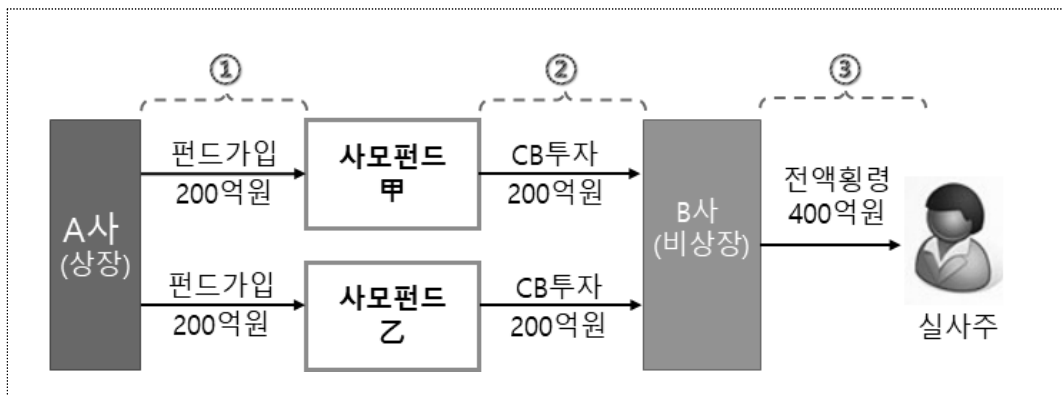 ① ② ③
펀드가입
200억원
사모펀드
甲
CB투자
200억원
A사
(상장)
B사
(비상장)
전액횡령
400억원
펀드가입
200억원
사모펀드
乙
CB투자
200억원
실사주